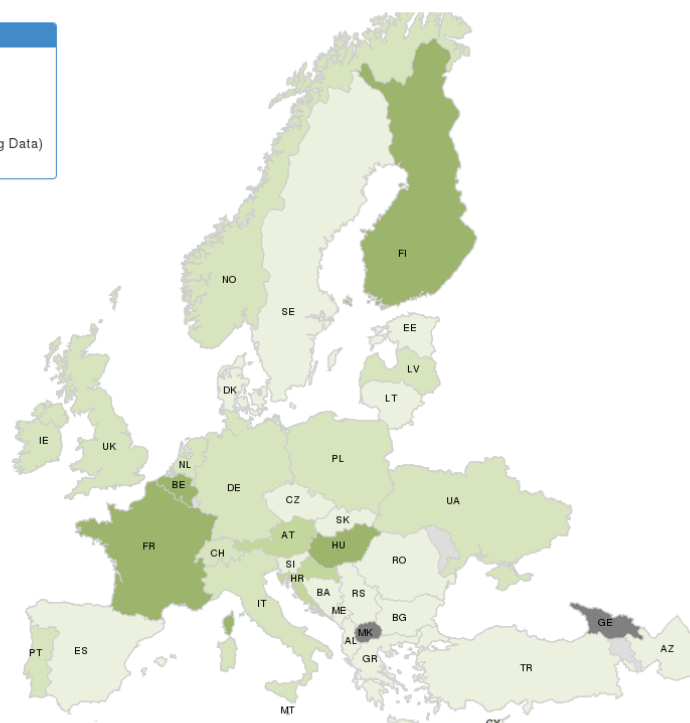 g Data)
FI
NO
SE
EE
LV
DK
LT
IE
UK
NL
PL
BE
DE
CZ
UA
SK
AT
FR
HU
CH
SI
RO
HR
BA
RS
IT
ME
BG
GE
MK
PT
ES
AL
AZ
GR
TR
MT